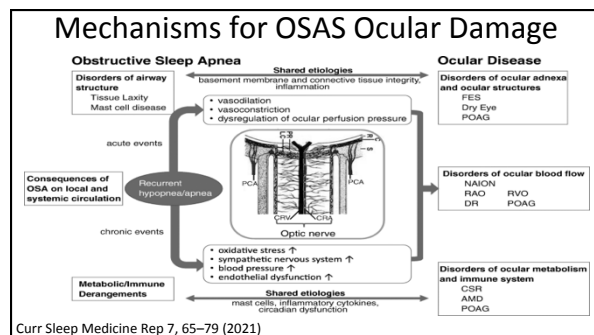 Mechanisms for OSAS Ocular Damage
Obstructive Sleep Apnea
Ocular Disease
Shared etiologies
basement membrane and connective tissue integrity,
inflammation
Disorders of airway
structure
Tissue Laxity
Mast cell disease
Disorders of ocular adnexa
and ocular structures
FES
Dry Eye
POAG
• vasodilation
• vasoconstriction
• dysregulation of ocular perfusion pressure
acute events
Consequences of
OSA on local and
systemic circulation
Recurrent
hypopnea/apnea
PCA
PCA
CRV
CRA
Optic nerve
Disorders of ocular blood flow
NAION
RAO RVO
DR POAG
chronic events
• oxidative stress ↑
• sympathetic nervous system ↑
• blood pressure ↑
• endothelial dysfunction ↑
Metabolic/Immune
Derangements
Shared etiologies
mast cells, inflammatory cytokines,
circadian dysfunction
Disorders of ocular metabolism
and immune system
CSR
AMD
POAG
Curr Sleep Medicine Rep 7, 65–79 (2021)